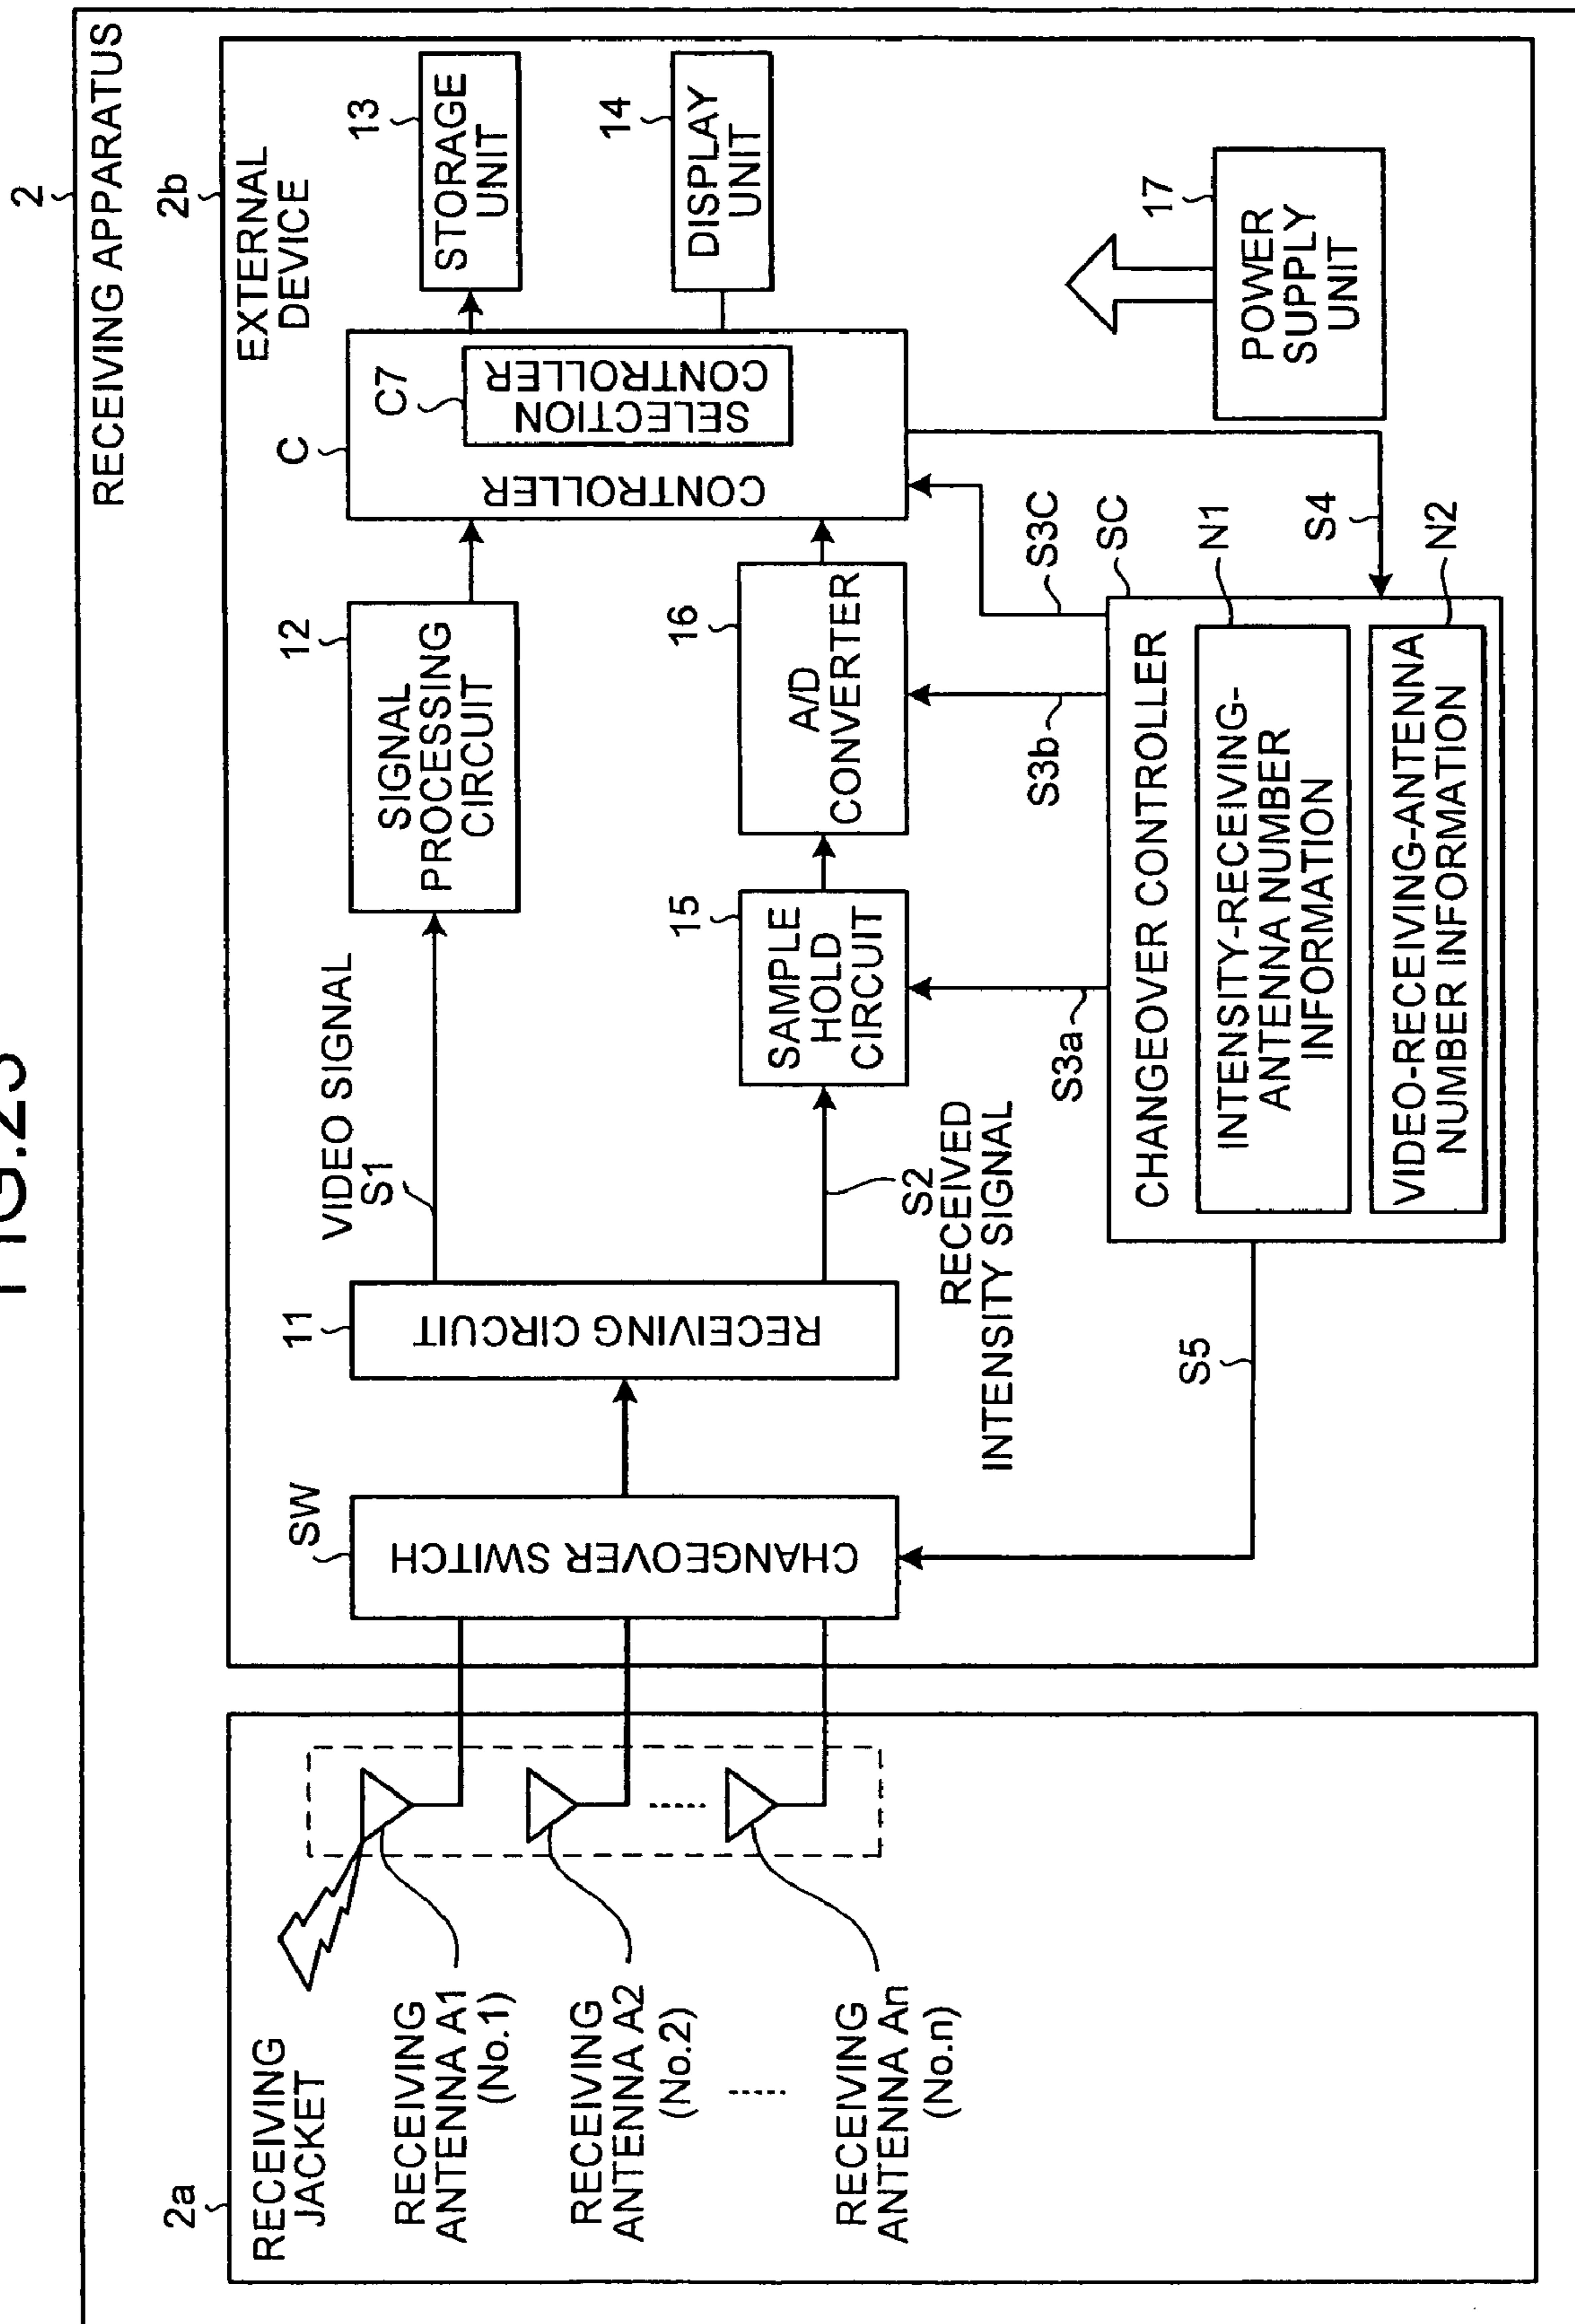 FIG.23
2
RECEIVING APPARATUS
2a
RECEIVING
JACKET
RECEIVING
ANTENNA A1
(No.1)
RECEIVING
ANTENNA A2
(No.2)
RECEIVING
ANTENNA An
(No.n)
2b
EXTERNAL
DEVICE
SW
CHANGEOVER SWITCH
11
RECEIVING CIRCUIT
VIDEO SIGNAL
S1
S2
RECEIVED
INTENSITY SIGNAL
12
SIGNAL
PROCESSING
CIRCUIT
15
SAMPLE
HOLD
CIRCUIT
16
A/D
CONVERTER
C
CONTROLLER
C7
SELECTION
CONTROLLER
13
STORAGE
UNIT
14
DISPLAY
UNIT
S3a
S3b
S3C
SC
CHANGEOVER CONTROLLER
N1
INTENSITY-RECEIVING-
ANTENNA NUMBER
INFORMATION
N2
VIDEO-RECEIVING-ANTENNA
NUMBER INFORMATION
S4
S5
17
POWER
SUPPLY
UNIT